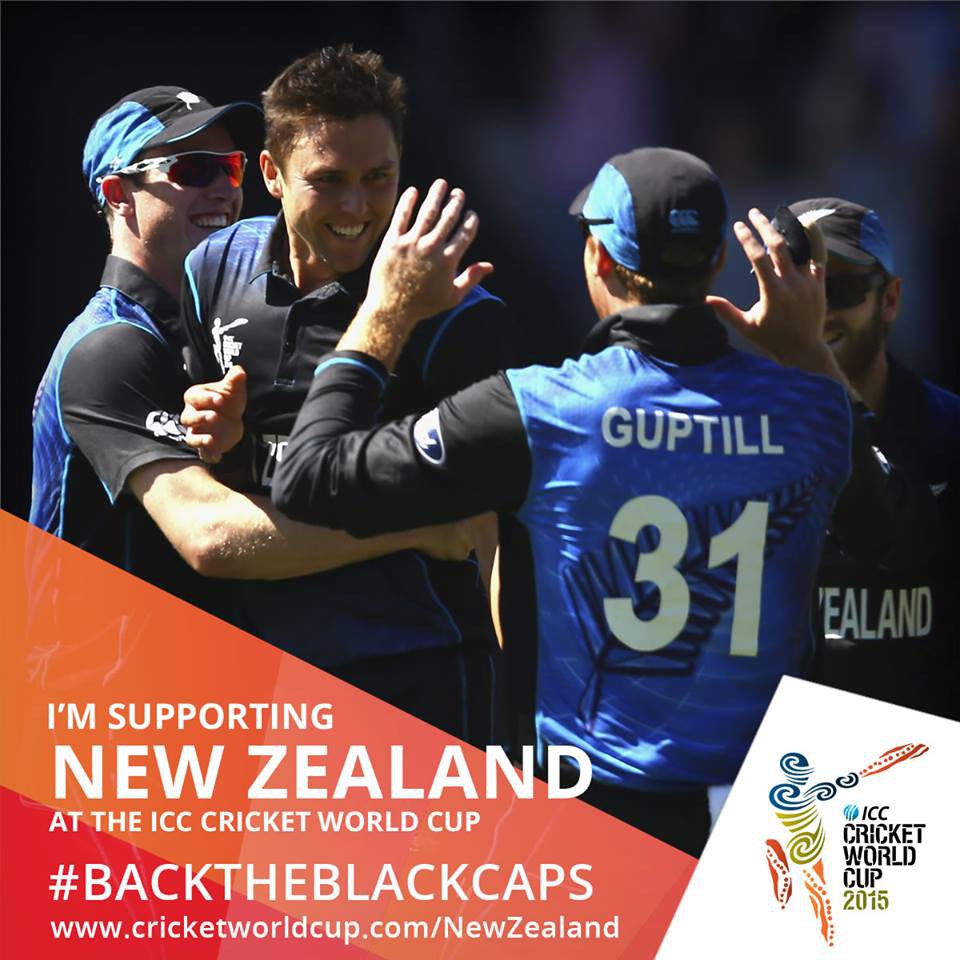 GUPTILL
31
EALAND
I'M SUPPORTING
NEW ZEALAND
AT THE ICC CRICKET WORLD CUP
#BACKTHEBLACKCAPS
www.cricketworldcup.com/NewZealand
ICC
CRICKET
WORLD
CUP
2015